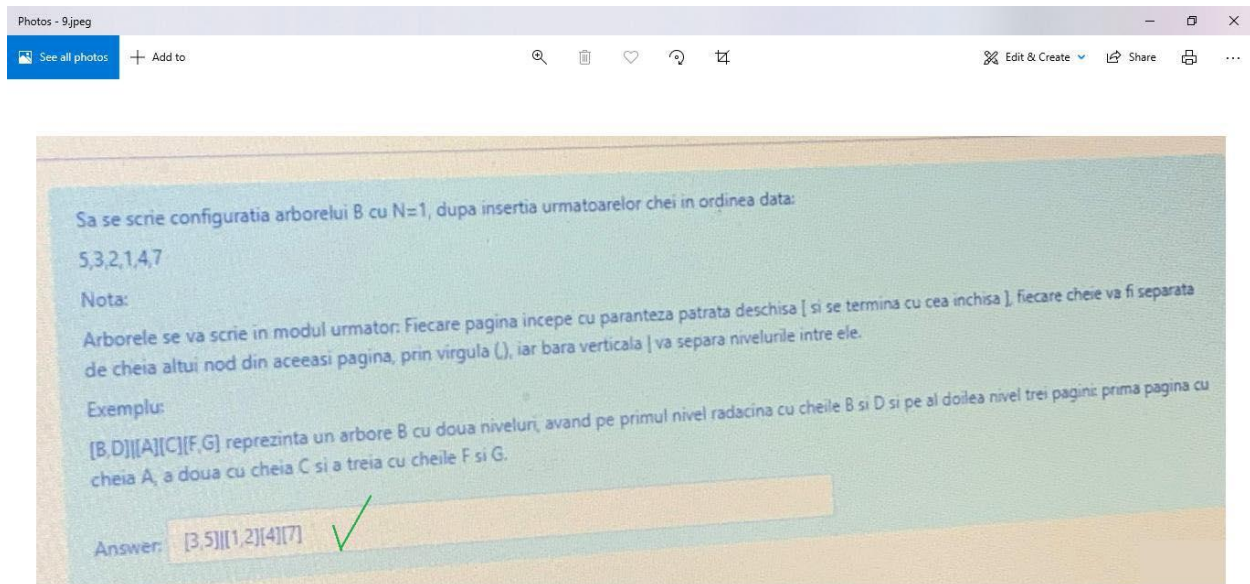 Photos - 9.jpeg
See all photos
Add to
Edit & Create
Share
Sa se scrie configuratia arborelui B cu N=1, dupa insertia urmatoarelor chei in ordinea data:
5,3,2,1,4,7
Nota:
Arborele se va scrie in modul urmator: Fiecare pagina incepe cu paranteza patrata deschisa [ si se termina cu cea inchisa ], fiecare cheie va fi separata
de cheia altui nod din aceeasi pagina, prin virgula (,), iar bara verticala | va separa nivelurile intre ele.
Exemplu:
[B,D]|[A][C][F,G] reprezinta un arbore B cu doua niveluri, avand pe primul nivel radacina cu cheile B si D si pe al doilea nivel trei pagini: prima pagina cu
cheia A, a doua cu cheia C si a treia cu cheile F si G.
Answer: [3,5]|[1,2][4][7]